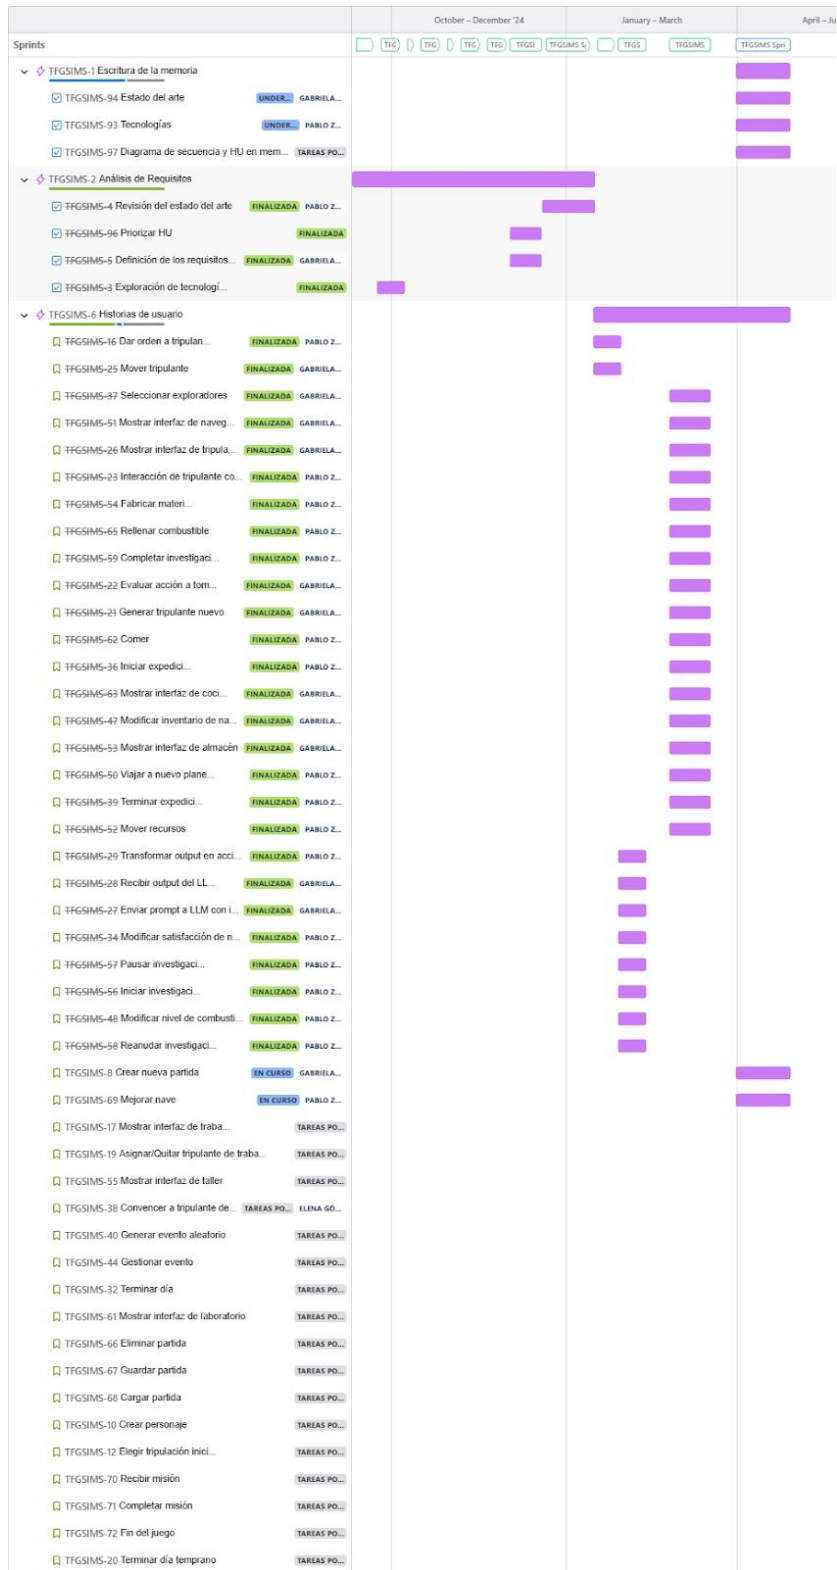 October – December '24 January – March April – Ju
Sprints TFG TFG TFG TFG TFGSI TFGSIMS S TFGS TFGSIMS TFGSIMS Spri
TFGSIMS-1 Escritura de la memoria
TFGSIMS-94 Estado del arte UNDER... GABRIELA...
TFGSIMS-93 Tecnologías UNDER... PABLO Z...
TFGSIMS-97 Diagrama de secuencia y HU en mem... TAREAS PO...
TFGSIMS-2 Análisis de Requisitos
TFGSIMS-4 Revisión del estado del arte FINALIZADA PABLO Z...
TFGSIMS-96 Priorizar HU FINALIZADA
TFGSIMS-5 Definición de los requisitos... FINALIZADA GABRIELA...
TFGSIMS-3 Exploración de tecnologí... FINALIZADA
TFGSIMS-6 Historias de usuario
TFGSIMS-16 Dar orden a tripulan... FINALIZADA PABLO Z...
TFGSIMS-25 Mover tripulante FINALIZADA GABRIELA...
TFGSIMS-37 Seleccionar exploradores FINALIZADA GABRIELA...
TFGSIMS-51 Mostrar interfaz de naveg... FINALIZADA GABRIELA...
TFGSIMS-26 Mostrar interfaz de tripula... FINALIZADA GABRIELA...
TFGSIMS-23 Interacción de tripulante co... FINALIZADA PABLO Z...
TFGSIMS-54 Fabricar materi... FINALIZADA PABLO Z...
TFGSIMS-65 Rellenar combustible FINALIZADA PABLO Z...
TFGSIMS-59 Completar investigaci... FINALIZADA PABLO Z...
TFGSIMS-22 Evaluar acción a tom... FINALIZADA GABRIELA...
TFGSIMS-21 Generar tripulante nuevo FINALIZADA GABRIELA...
TFGSIMS-62 Comer FINALIZADA PABLO Z...
TFGSIMS-36 Iniciar expedici... FINALIZADA PABLO Z...
TFGSIMS-63 Mostrar interfaz de coci... FINALIZADA GABRIELA...
TFGSIMS-47 Modificar inventario de na... FINALIZADA GABRIELA...
TFGSIMS-53 Mostrar interfaz de almacén FINALIZADA GABRIELA...
TFGSIMS-50 Viajar a nuevo plane... FINALIZADA PABLO Z...
TFGSIMS-39 Terminar expedici... FINALIZADA PABLO Z...
TFGSIMS-52 Mover recursos FINALIZADA PABLO Z...
TFGSIMS-29 Transformar output en acci... FINALIZADA PABLO Z...
TFGSIMS-28 Recibir output del LL... FINALIZADA GABRIELA...
TFGSIMS-27 Enviar prompt a LLM con i... FINALIZADA GABRIELA...
TFGSIMS-34 Modificar satisfacción de n... FINALIZADA PABLO Z...
TFGSIMS-57 Pausar investigaci... FINALIZADA PABLO Z...
TFGSIMS-56 Iniciar investigaci... FINALIZADA PABLO Z...
TFGSIMS-48 Modificar nivel de combusti... FINALIZADA PABLO Z...
TFGSIMS-58 Reanudar investigaci... FINALIZADA PABLO Z...
TFGSIMS-8 Crear nueva partida EN CURSO GABRIELA...
TFGSIMS-69 Mejorar nave EN CURSO PABLO Z...
TFGSIMS-17 Mostrar interfaz de traba... TAREAS PO...
TFGSIMS-19 Asignar/Quitar tripulante de traba... TAREAS PO...
TFGSIMS-55 Mostrar interfaz de taller TAREAS PO...
TFGSIMS-38 Convencer a tripulante de... TAREAS PO... ELENA GÓ...
TFGSIMS-40 Generar evento aleatorio TAREAS PO...
TFGSIMS-44 Gestionar evento TAREAS PO...
TFGSIMS-32 Terminar día TAREAS PO...
TFGSIMS-61 Mostrar interfaz de laboratorio TAREAS PO...
TFGSIMS-66 Eliminar partida TAREAS PO...
TFGSIMS-67 Guardar partida TAREAS PO...
TFGSIMS-68 Cargar partida TAREAS PO...
TFGSIMS-10 Crear personaje TAREAS PO...
TFGSIMS-12 Elegir tripulación inici... TAREAS PO...
TFGSIMS-70 Recibir misión TAREAS PO...
TFGSIMS-71 Completar misión TAREAS PO...
TFGSIMS-72 Fin del juego TAREAS PO...
TFGSIMS-20 Terminar día temprano TAREAS PO...